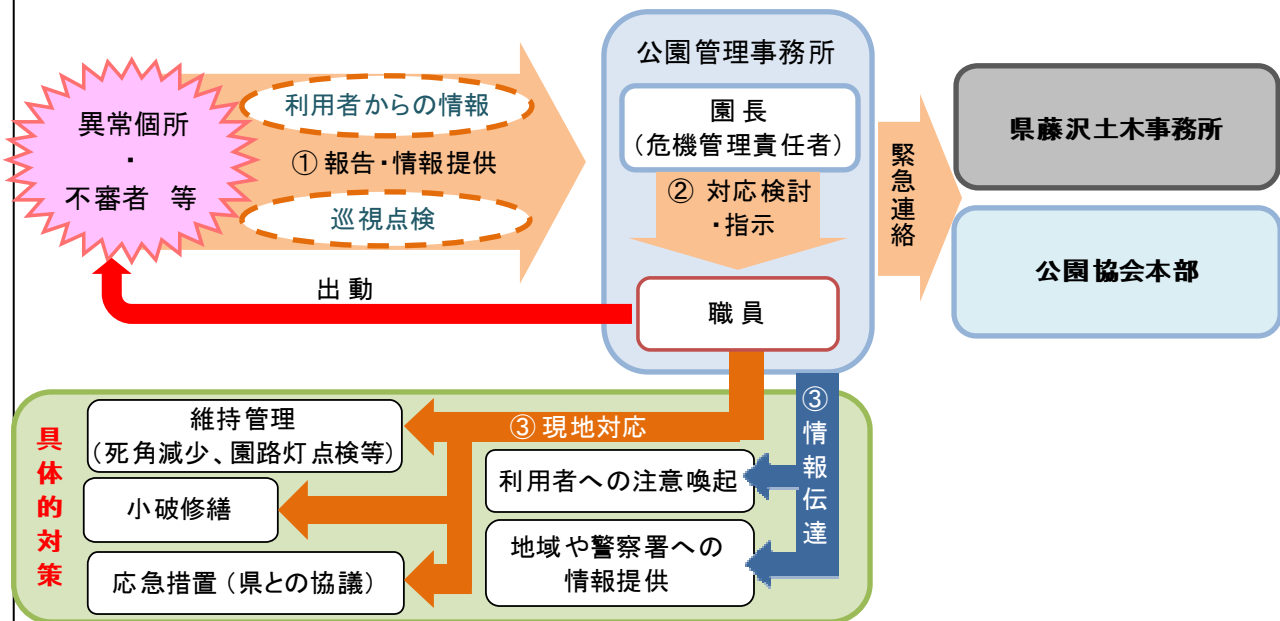 異常個所
・
不審者 等
利用者からの情報
①報告・情報提供
巡視点検
出動
公園管理事務所
園長
（危機管理責任者）
② 対応検討
・指示
職員
緊急連絡
県藤沢土木事務所
公園協会本部
具体的対策
維持管理
（死角減少、園路灯点検等）
小破修繕
応急措置（県との協議）
③現地対応
利用者への注意喚起
地域や警察署への
情報提供
③情報伝達